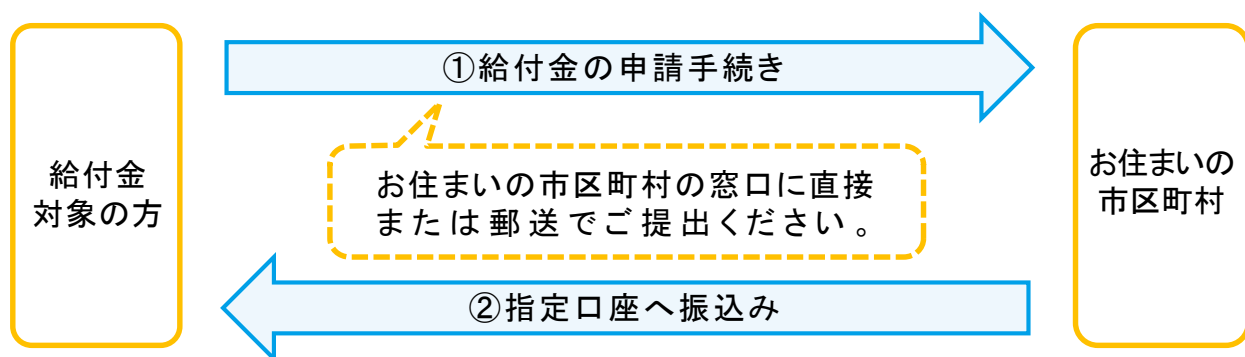 ①給付金の申請手続き
給付金
対象の方
お住まいの市区町村の窓口に直接
または郵送でご提出ください。
お住まいの
市区町村
②指定口座へ振込み